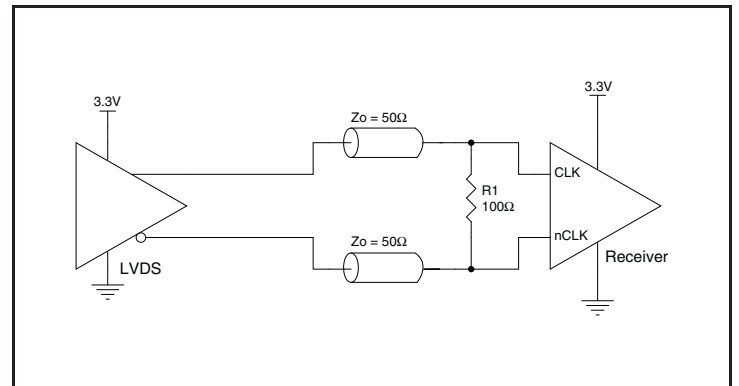 3.3V
3.3V
Zo = 50Ω
CLK
R1
100Ω
nCLK
Zo = 50Ω
LVDS
Receiver